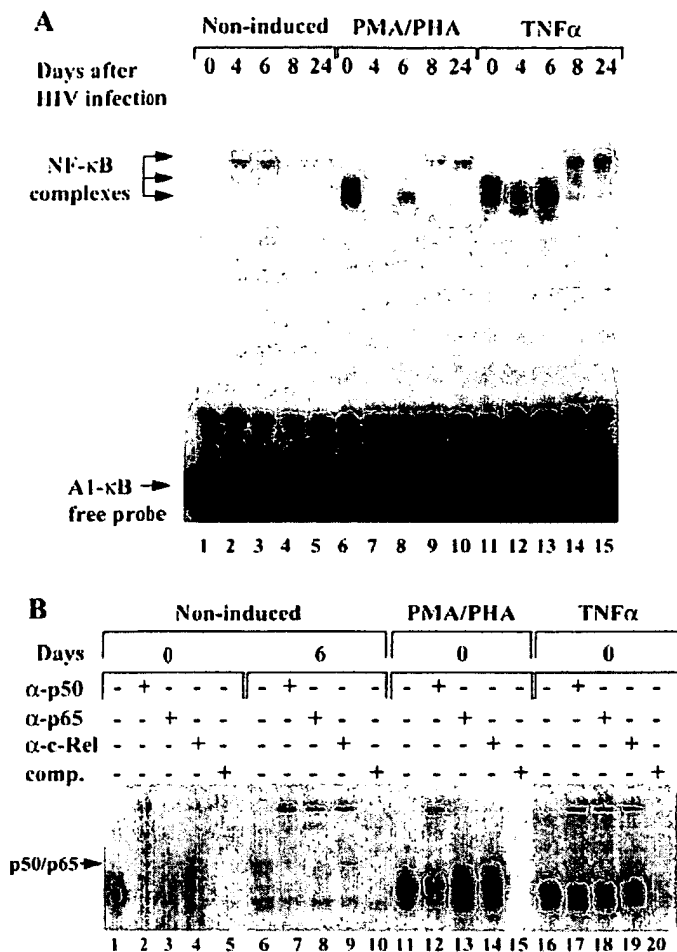 A
Non-induced PMA/PHA TNFα
Days after HIV infection
0 4 6 8 24 0 4 6 8 24 0 4 6 8 24
NF-κB complexes
A1-κB free probe
1 2 3 4 5 6 7 8 9 10 11 12 13 14 15
B
Non-induced PMA/PHA TNFα
Days 0 6 0 0
α-p50 - + - - - - + - - - - + - - - - + - - -
α-p65 - - + - - - - + - - - - + - - - - + - -
α-c-Rel - - - + - - - - + - - - - + - - - - + -
comp. - - - - + - - - - + - - - - + - - - - +
p50/p65
1 2 3 4 5 6 7 8 9 10 11 12 13 14 15 16 17 18 19 20